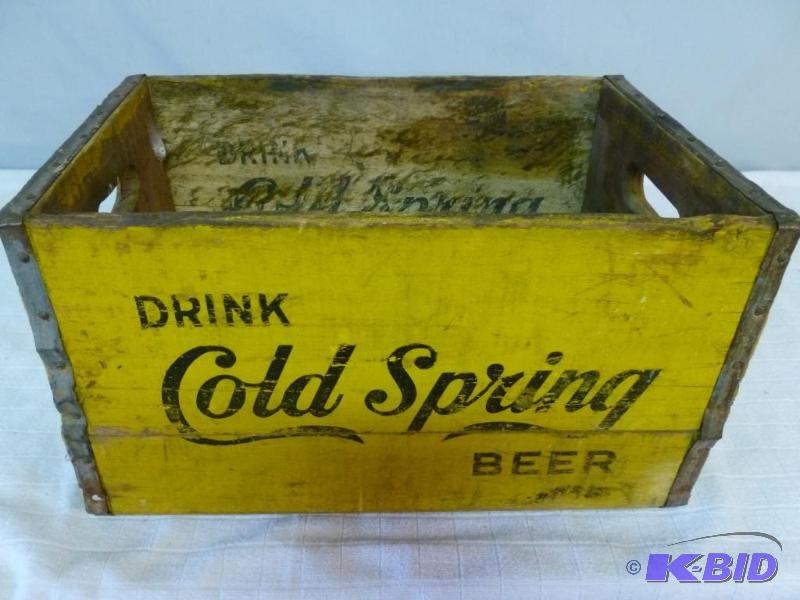 DRINK
Cold Spring
DRINK
Cold Spring
BEER
© K-BID